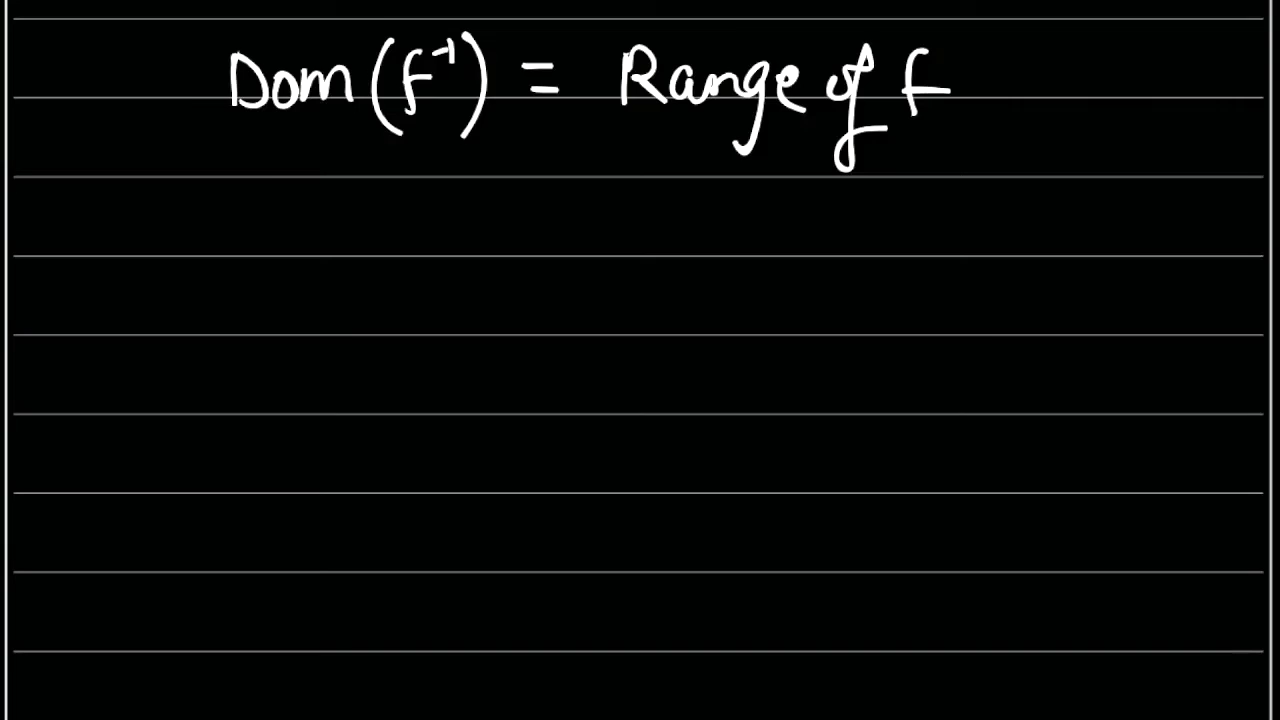 Dom (f⁻¹) = Range of f